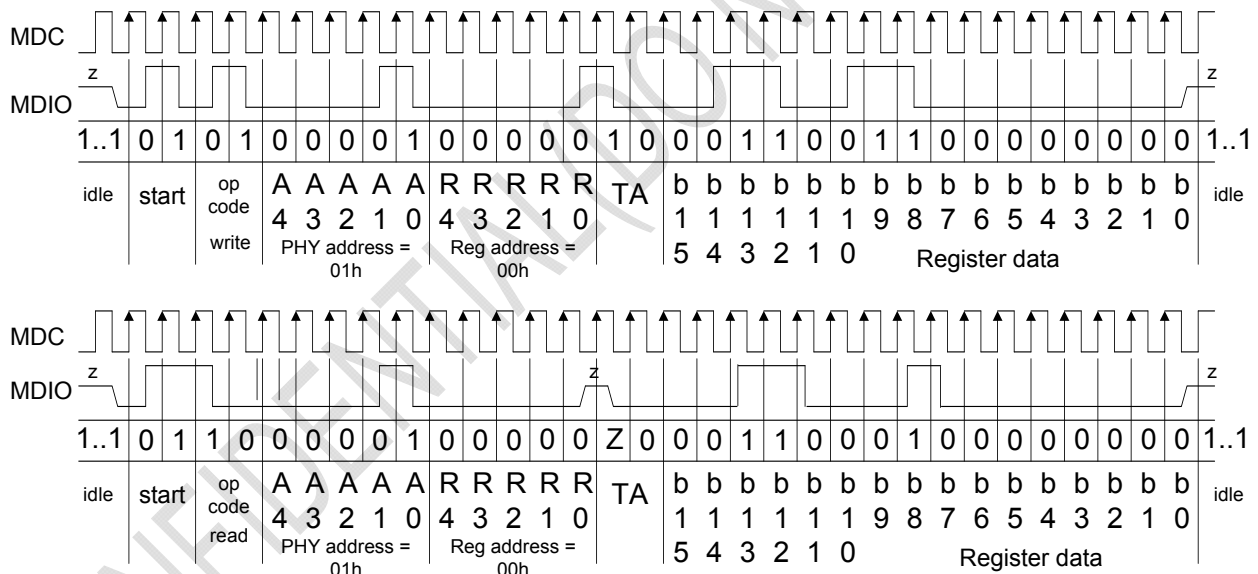 MDC
z z
MDIO
1..1 0 1 0 1 0 0 0 0 1 0 0 0 0 0 1 0 0 0 1 1 0 0 1 1 0 0 0 0 0 0 0 0 1..1
idle start op code write A A A A A R R R R R TA b b b b b b b b b b b b b b b b idle
4 3 2 1 0 4 3 2 1 0 1 1 1 1 1 1 9 8 7 6 5 4 3 2 1 0
PHY address = 01h Reg address = 00h 5 4 3 2 1 0 Register data
MDC
z z z
MDIO
1..1 0 1 1 0 0 0 0 0 1 0 0 0 0 0 Z 0 0 0 1 1 0 0 0 1 0 0 0 0 0 0 0 0 1..1
idle start op code read A A A A A R R R R R TA b b b b b b b b b b b b b b b b idle
4 3 2 1 0 4 3 2 1 0 1 1 1 1 1 1 9 8 7 6 5 4 3 2 1 0
PHY address = 01h Reg address = 00h 5 4 3 2 1 0 Register data
NFIDENTIAL(DO N